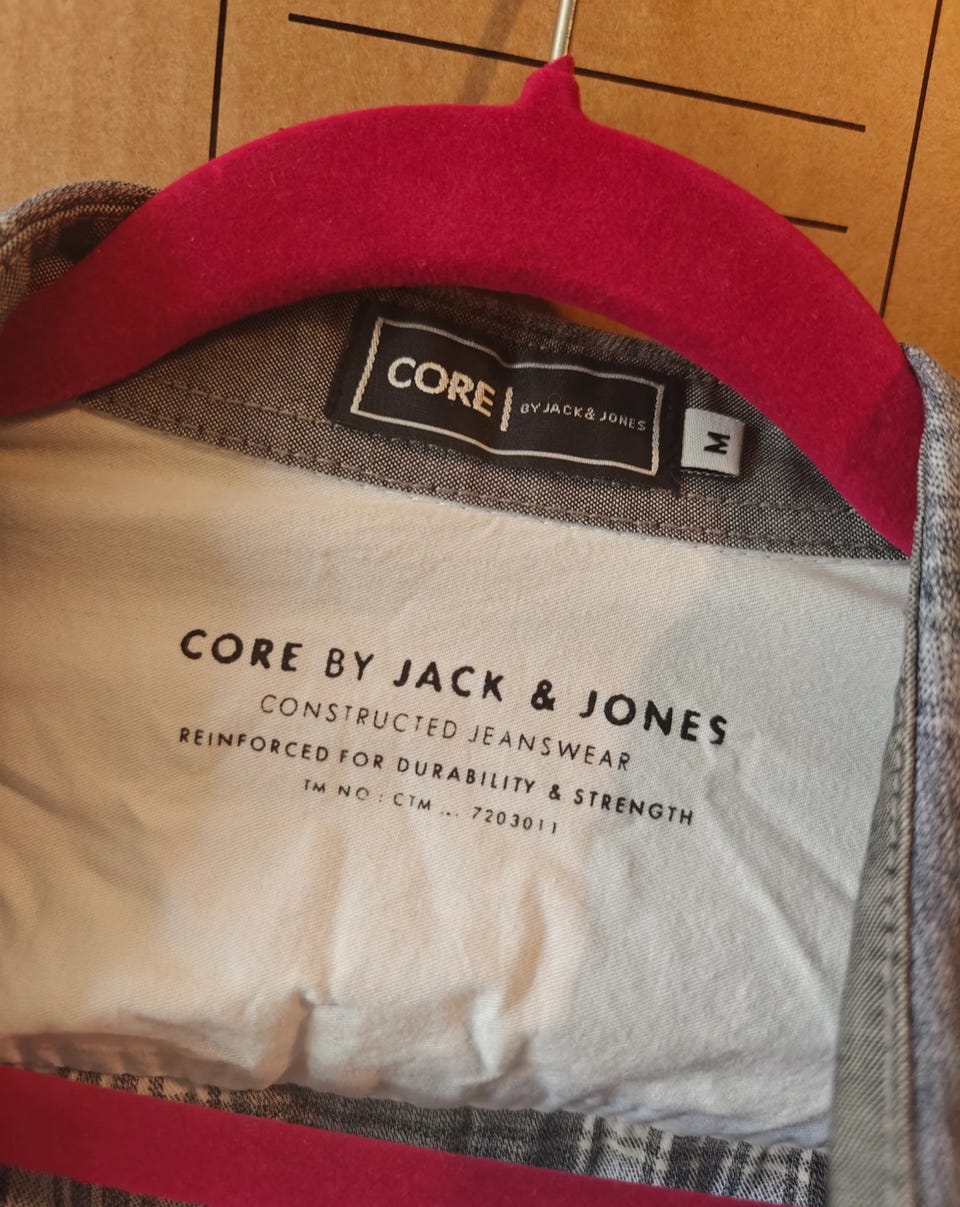 CORE | BY JACK & JONES
M
CORE BY JACK & JONES
CONSTRUCTED JEANSWEAR
REINFORCED FOR DURABILITY & STRENGTH
TM NO : CTM ... 7203011